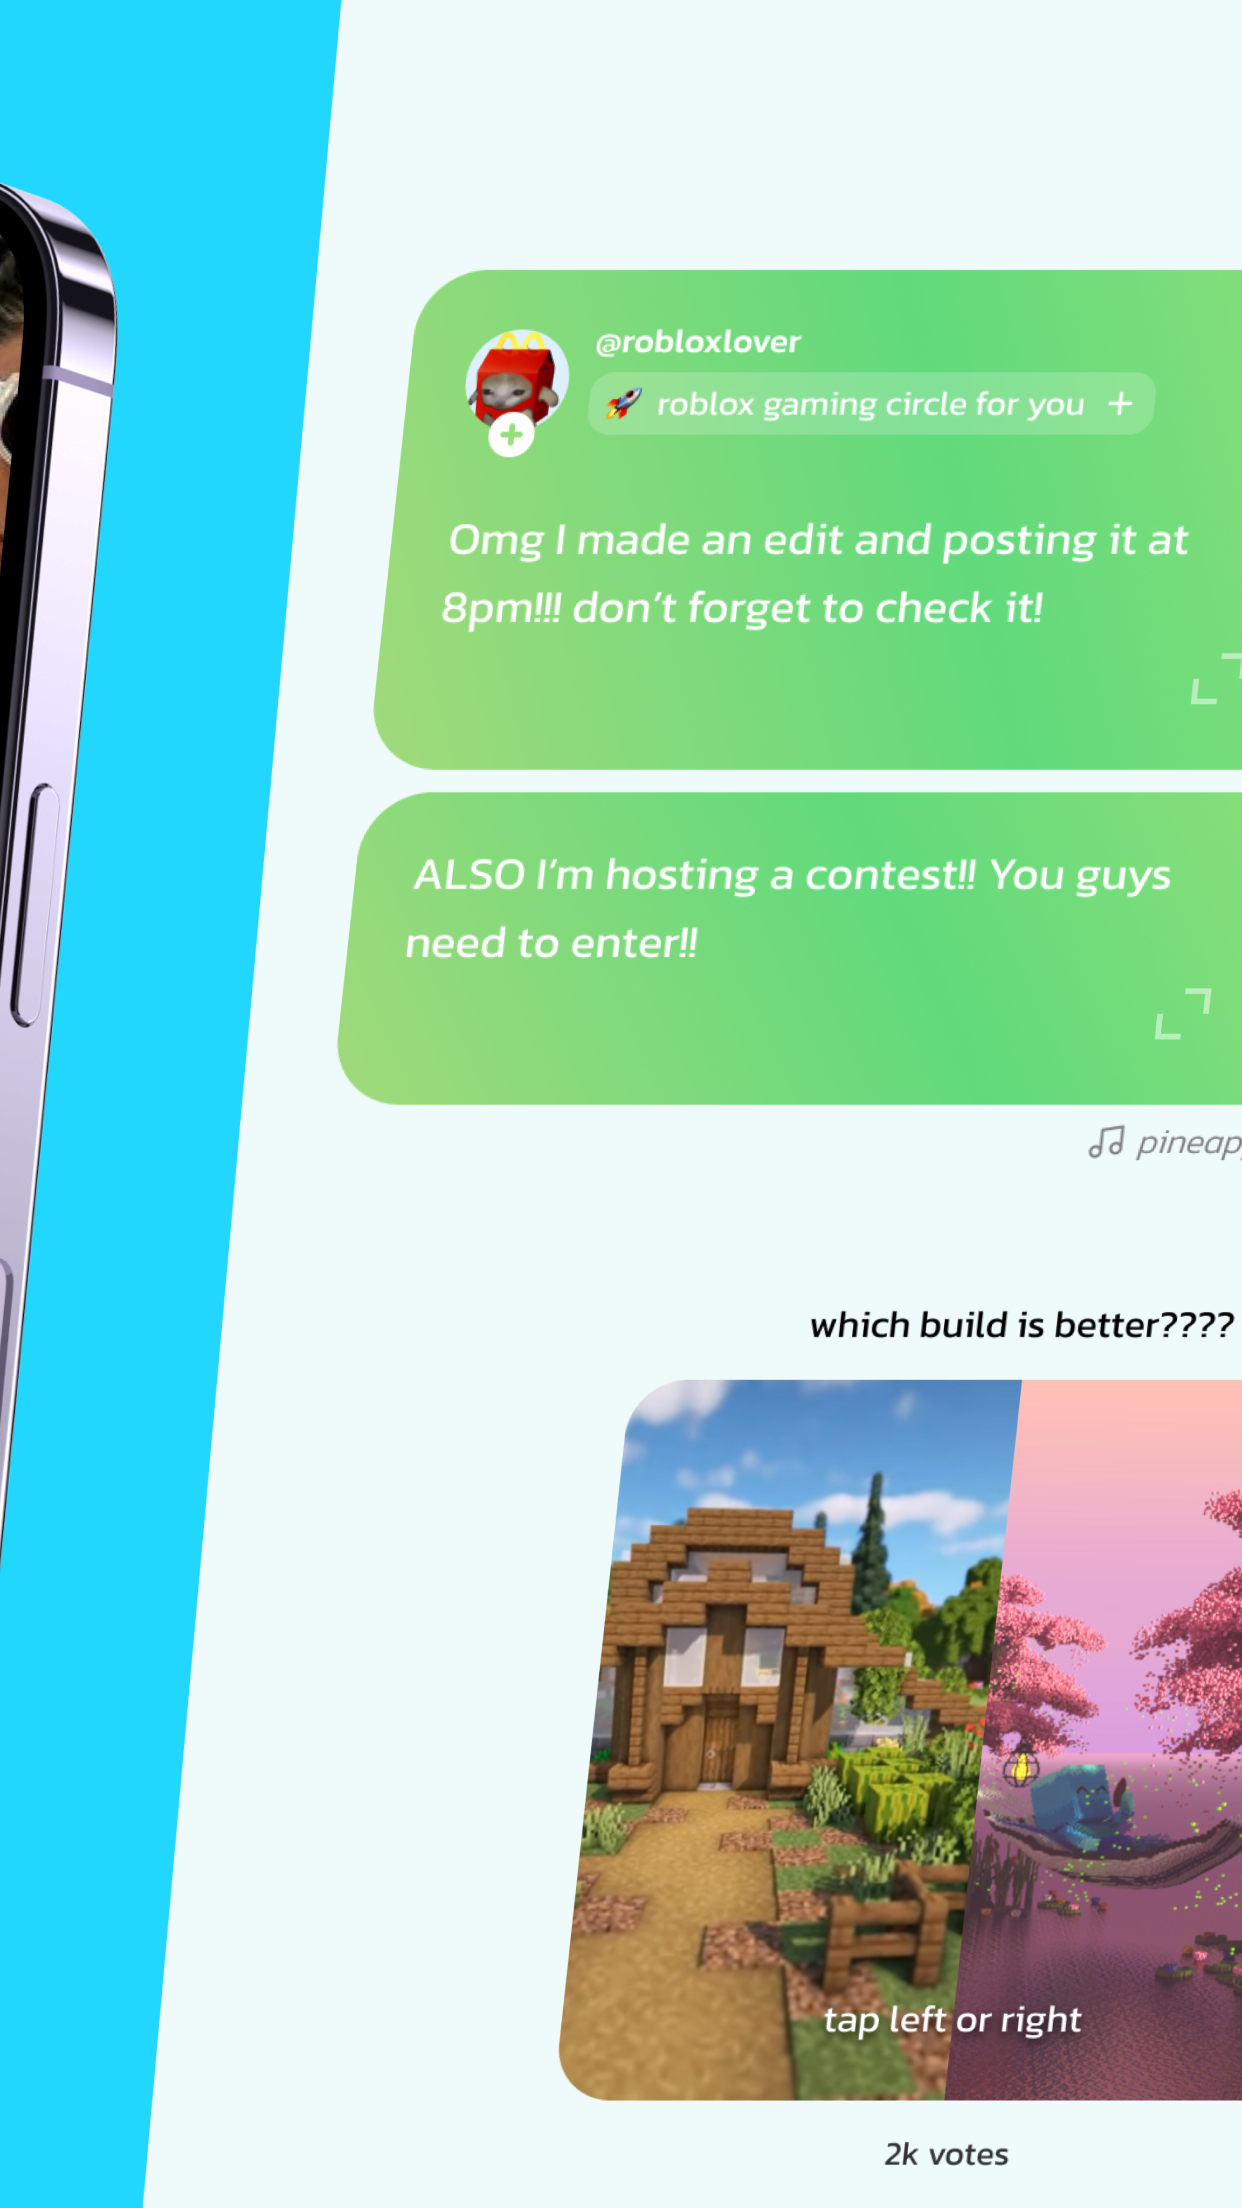 @robloxlover
🚀 roblox gaming circle for you +
Omg I made an edit and posting it at
8pm!!! don't forget to check it!
ALSO I'm hosting a contest!! You guys
need to enter!!
which build is better????
tap left or right
2k votes